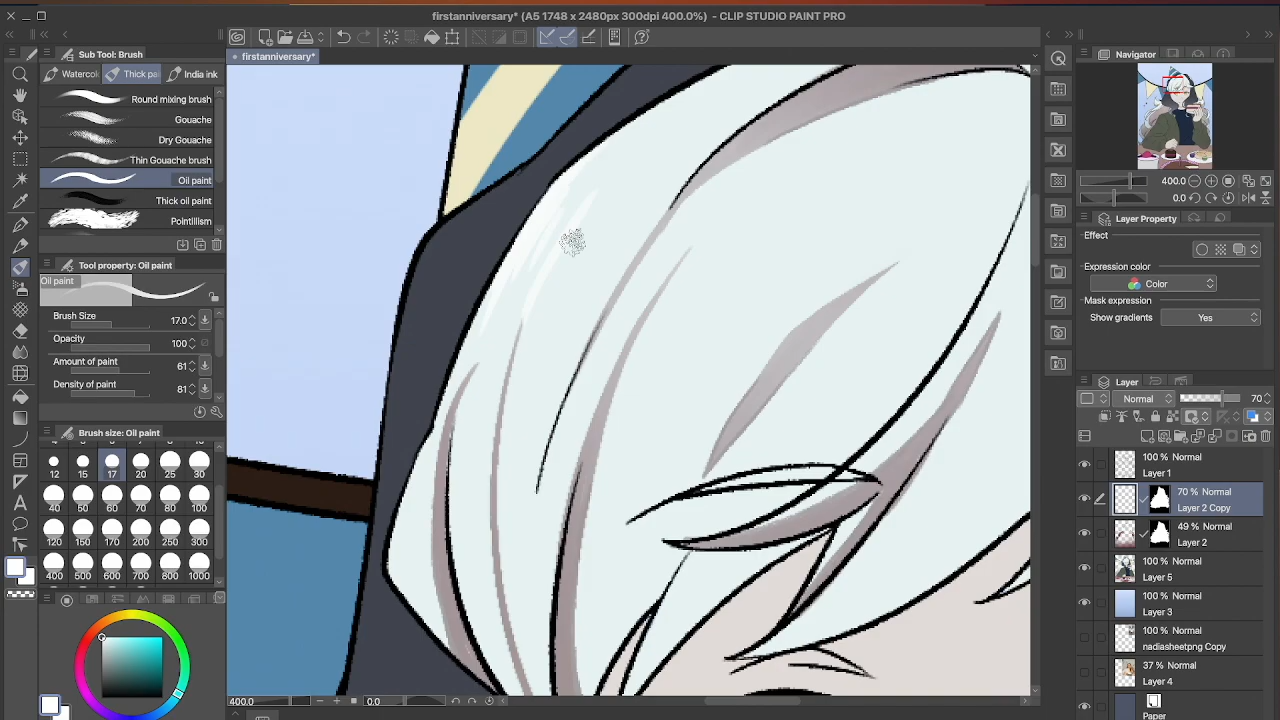 firstanniversary* (A5 1748 x 2480px 300dpi 400.0%) - CLIP STUDIO PAINT PRO
Sub Tool: Brush
Watercol
Thick pa
India ink
Round mixing brush
Gouache
Dry Gouache
Thin Gouache brush
Oil paint
Thick oil paint
Pointillism
Tool property: Oil paint
Oil paint
Brush Size
17.0
Opacity
100
Amount of paint
61
Density of paint
81
Brush size: Oil paint
12 15 17 20 25 30
40 50 60 70 80 100
120 150 170 200 250 300
400 500 600 700 800 1000
firstanniversary*
400.0
0.0
Navigator
400.0
0.0
Layer Property
Effect
Expression color
Color
Mask expression
Show gradients
Yes
Layer
Normal
70
100 % Normal
Layer 1
70 % Normal
Layer 2 Copy
49 % Normal
Layer 2
100 % Normal
Layer 5
100 % Normal
Layer 3
100 % Normal
nadiasheetpng Copy
37 % Normal
Layer 4
Paper